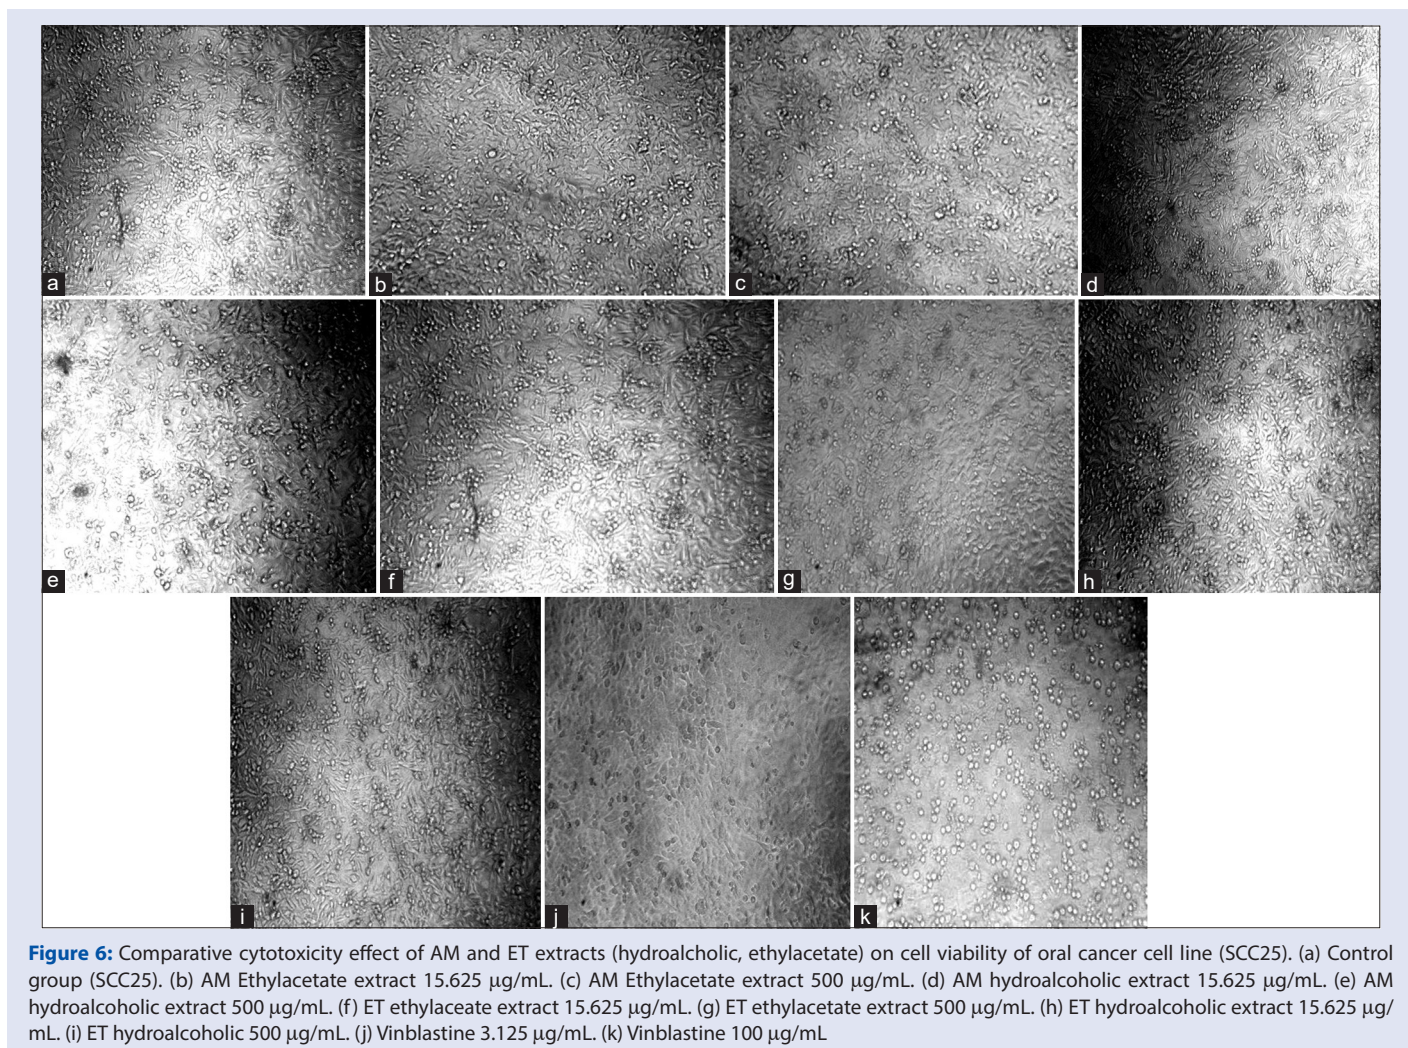 a
b
c
d
e
f
g
h
i
j
k
Figure 6: Comparative cytotoxicity effect of AM and ET extracts (hydroalcholic, ethylacetate) on cell viability of oral cancer cell line (SCC25). (a) Control
group (SCC25). (b) AM Ethylacetate extract 15.625 µg/mL. (c) AM Ethylacetate extract 500 µg/mL. (d) AM hydroalcoholic extract 15.625 µg/mL. (e) AM
hydroalcoholic extract 500 µg/mL. (f) ET ethylaceate extract 15.625 µg/mL. (g) ET ethylacetate extract 500 µg/mL. (h) ET hydroalcoholic extract 15.625 µg/
mL. (i) ET hydroalcoholic 500 µg/mL. (j) Vinblastine 3.125 µg/mL. (k) Vinblastine 100 µg/mL